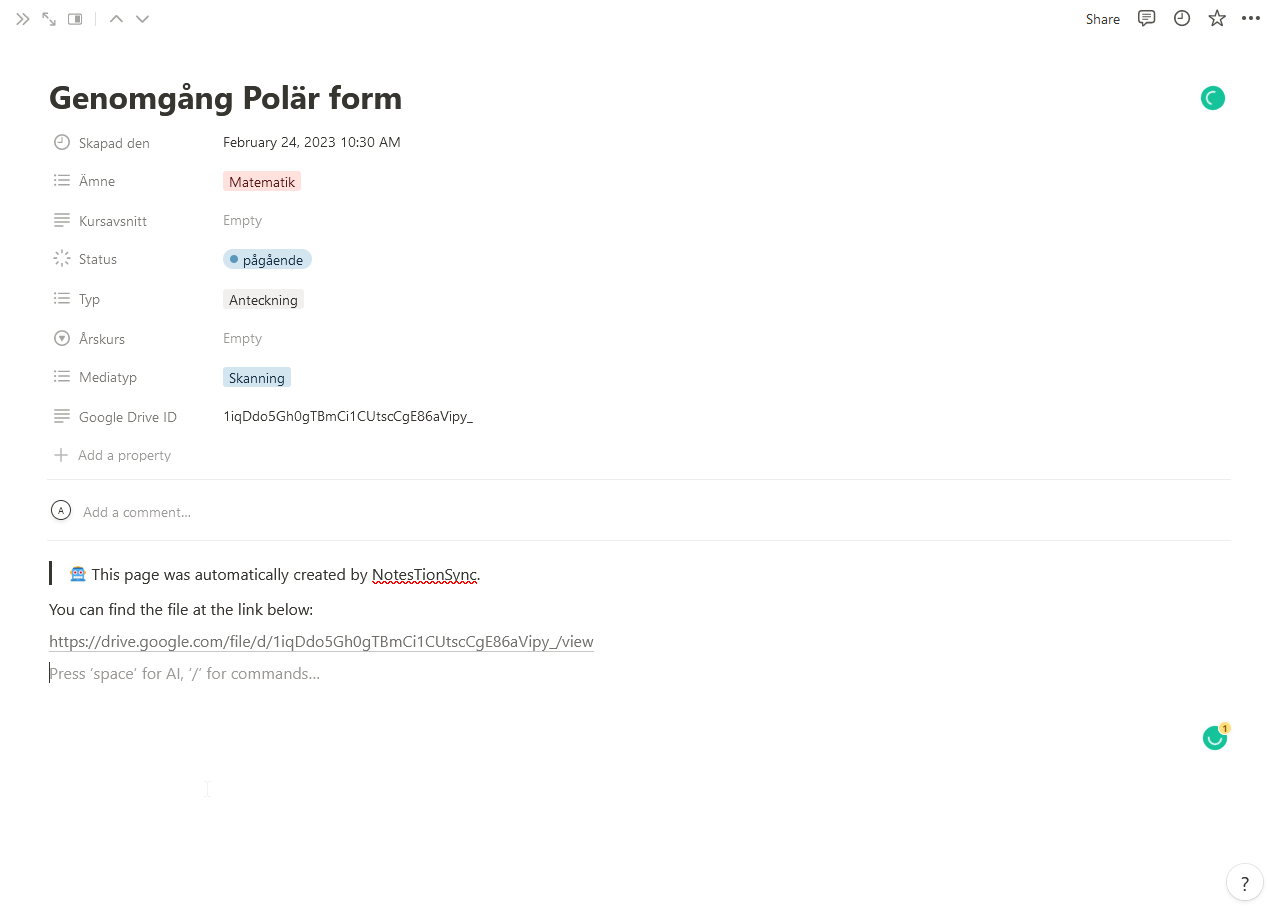 Share
Genomgång Polär form
Skapad den February 24, 2023 10:30 AM
Ämne Matematik
Kursavsnitt Empty
Status pågående
Typ Anteckning
Årskurs Empty
Mediatyp Skanning
Google Drive ID 1iqDdo5Gh0gTBmCi1CUtscCgE86aVipy_
Add a property
A Add a comment...
This page was automatically created by NotesTionSync.
You can find the file at the link below:
https://drive.google.com/file/d/1iqDdo5Gh0gTBmCi1CUtscCgE86aVipy_/view
Press ‘space’ for AI, ‘/’ for commands...
1
?